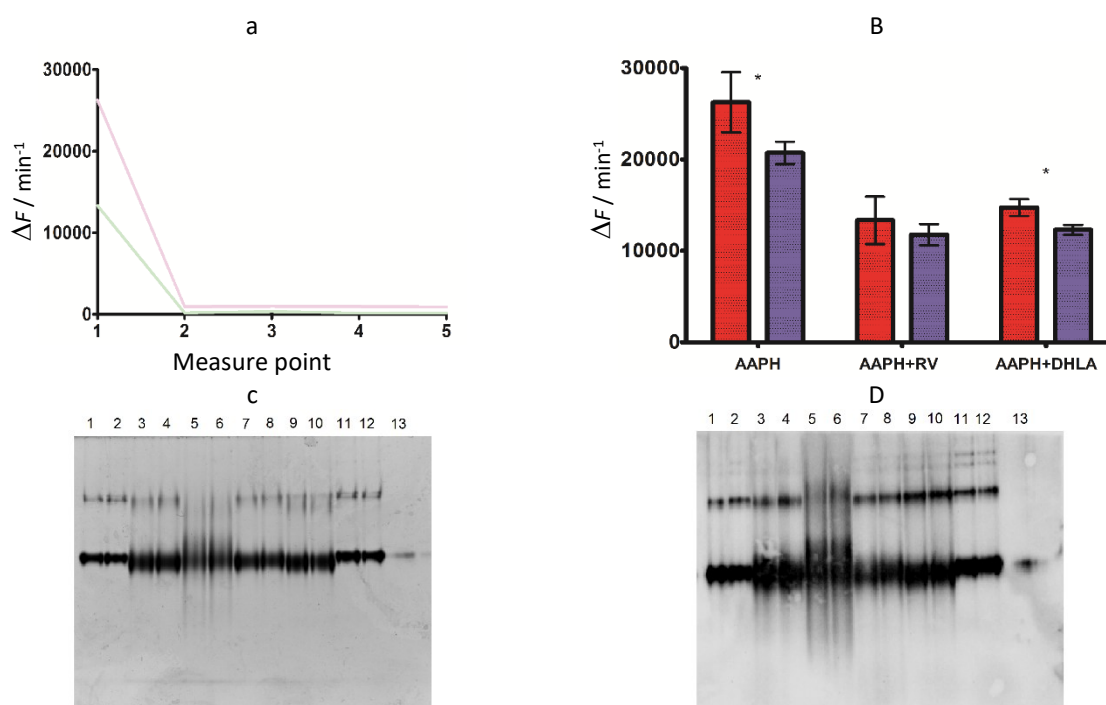 a
30000
20000
10000
0
ΔF / min⁻¹
1 2 3 4 5
Measure point
B
30000
20000
10000
0
ΔF / min⁻¹
*
*
AAPH AAPH+RV AAPH+DHLA
c
1 2 3 4 5 6 7 8 9 10 11 12 13
D
1 2 3 4 5 6 7 8 9 10 11 12 13